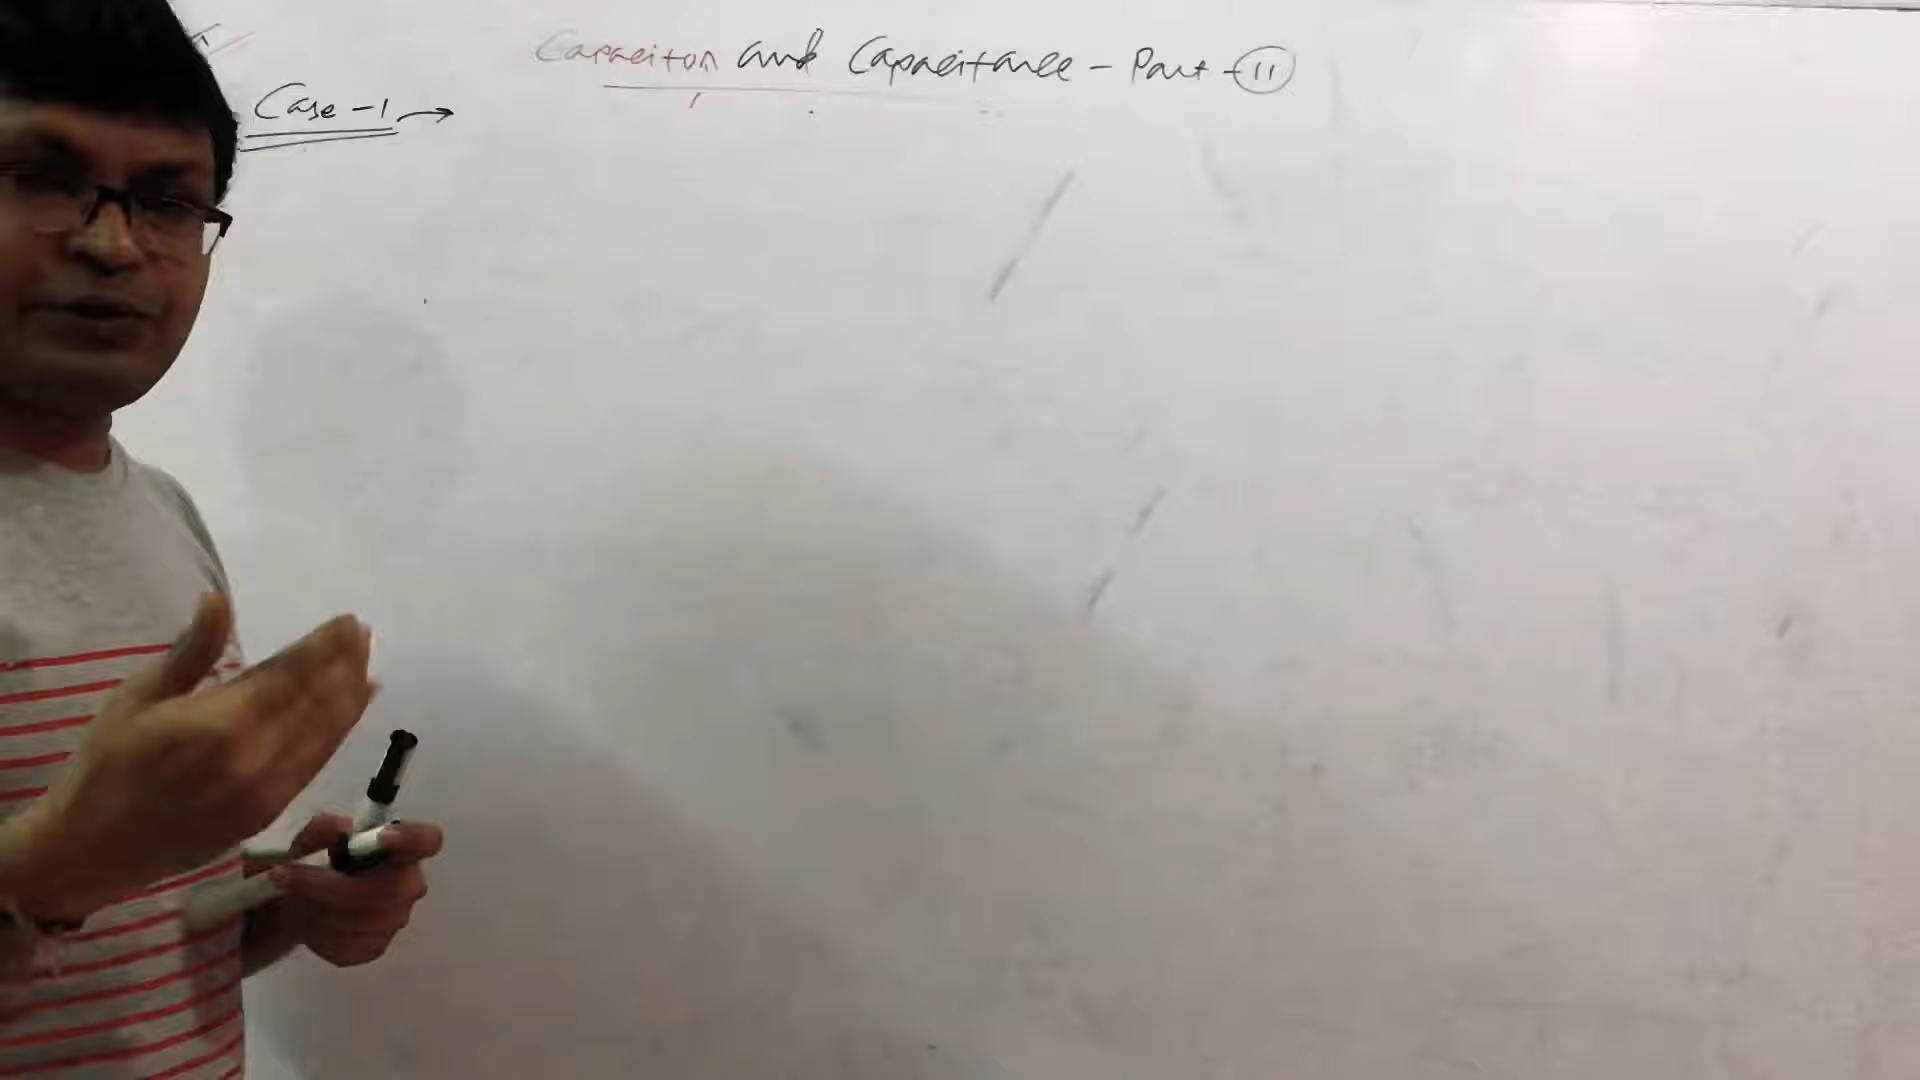 Capacitor and Capacitance - Part - 11
Case - 1 →